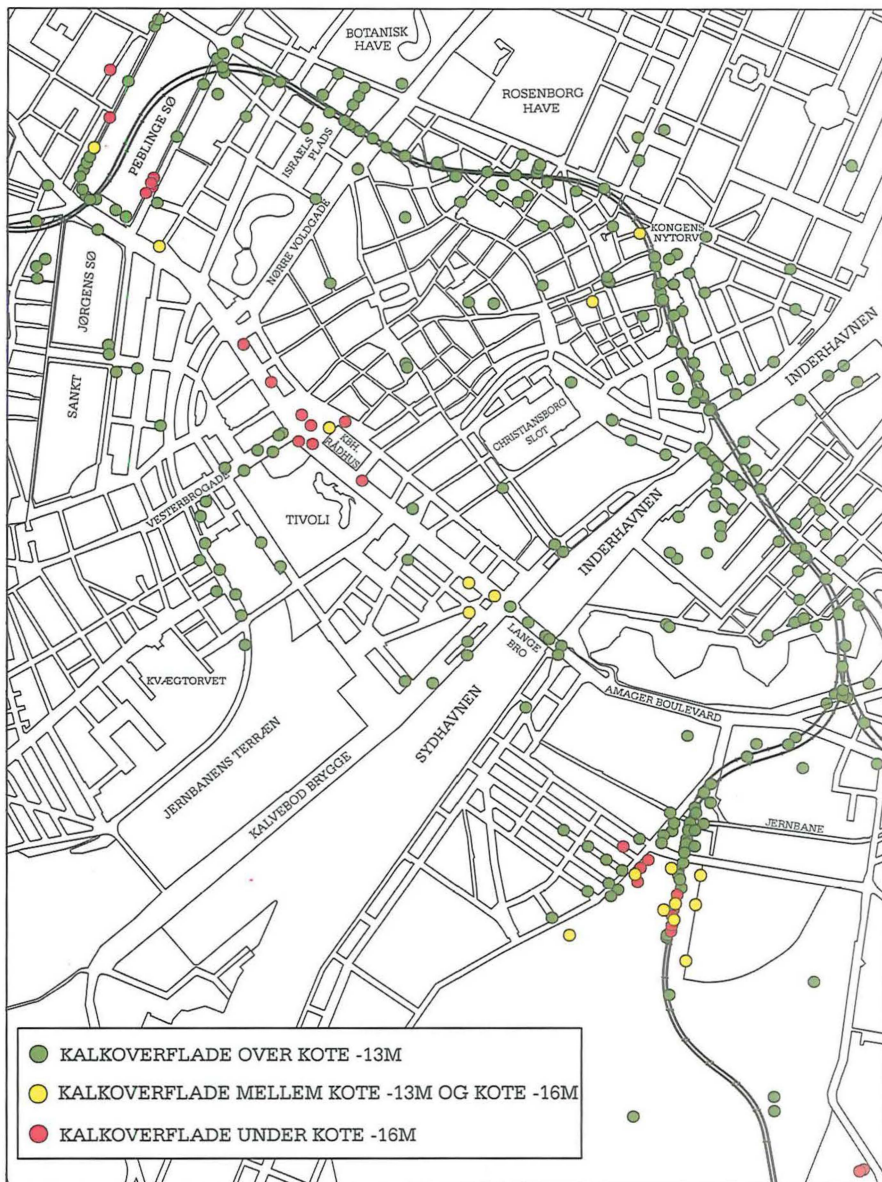 BOTANISK
HAVE
ROSENBORG
HAVE
PEBLINGE SØ
ISRAELS
PLADS
NØRRE VOLDGADE
KONGENS
NYTORV
JØRGENS SØ
SANKT
INDERHAVNEN
CHRISTIANSBORG
SLOT
KBH.
RÅDHUS
VESTERBROGADE
TIVOLI
INDERHAVNEN
LANGE
BRO
KVÆGTORVET
AMAGER BOULEVARD
SYDHAVNEN
JERNBANENS TERRÆN
KALVEBOD BRYGGE
JERNBANE
KALKOVERFLADE OVER KOTE -13M
KALKOVERFLADE MELLEM KOTE -13M OG KOTE -16M
KALKOVERFLADE UNDER KOTE -16M